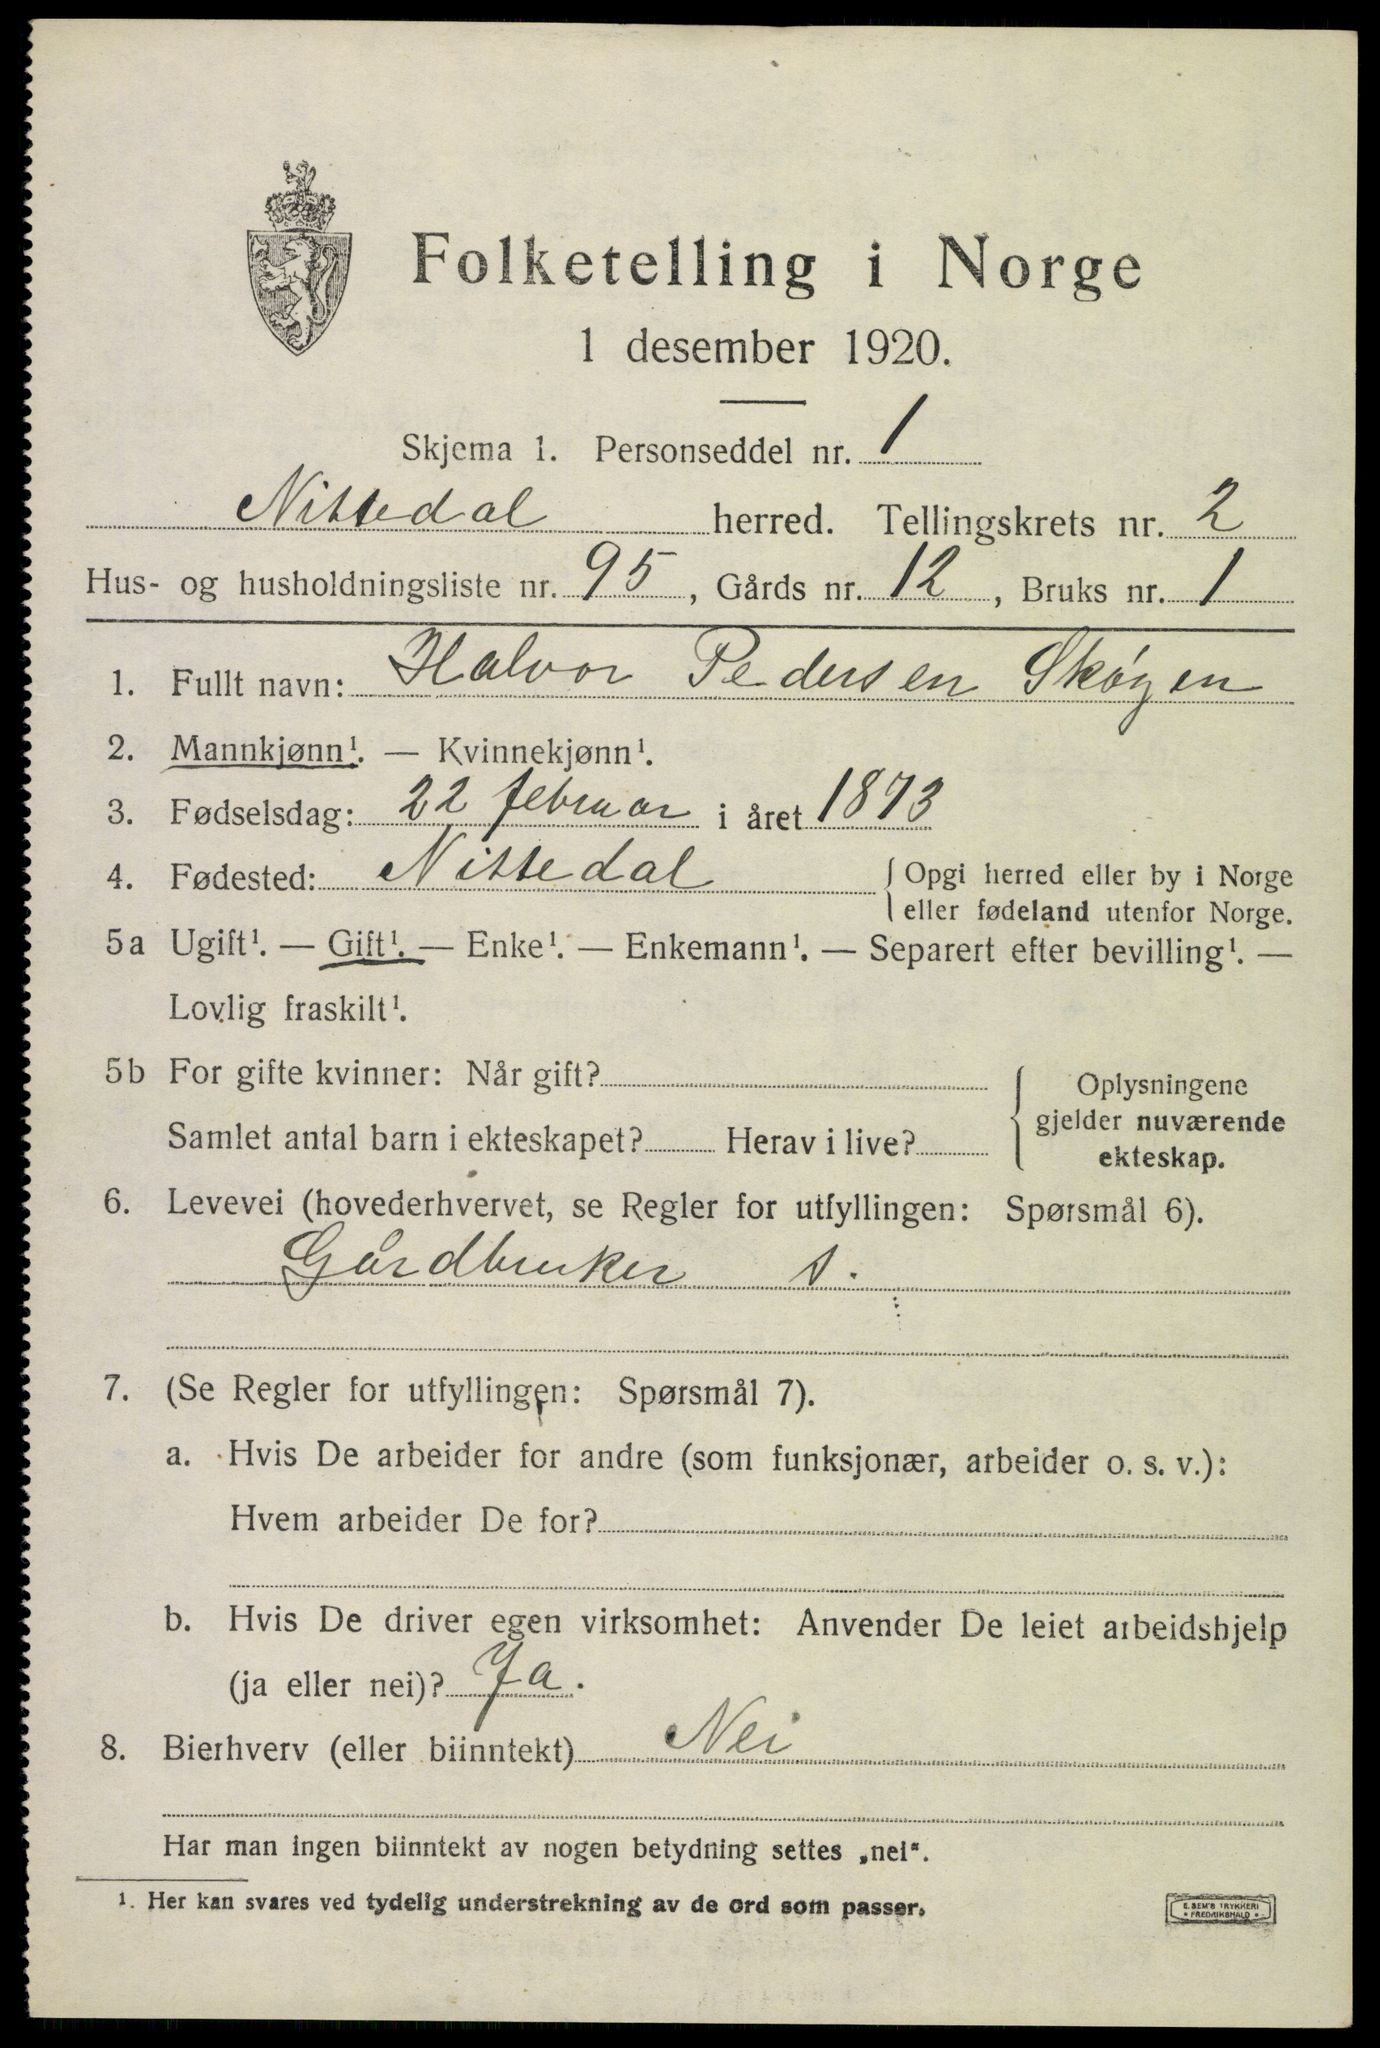 Folketelling i Norge
1 desember 1920.
Skjema 1. Personseddel nr. 1
Nittedal herred. Tellingskrets nr. 2
Hus- og husholdningsliste nr. 95, Gårds nr. 12, Bruks nr. 1
1. Fullt navn: Halvor Pedersen Skøyen
2. Mannkjønn¹. — Kvinnekjønn¹.
3. Fødselsdag: 22 februar i året 1873
4. Fødested: Nittedal { Opgi herred eller by i Norge
eller fødeland utenfor Norge.
5a Ugift¹. — Gift¹. — Enke¹. — Enkemann¹. — Separert efter bevilling¹. —
Lovlig fraskilt¹.
5b For gifte kvinner: Når gift?
Samlet antal barn i ekteskapet? Herav i live?
{ Oplysningene
gjelder nuværende
ekteskap.
6. Levevei (hovederhvervet, se Regler for utfyllingen: Spørsmål 6).
Gårdbruker s.
7. (Se Regler for utfyllingen: Spørsmål 7).
a. Hvis De arbeider for andre (som funksjonær, arbeider o. s. v.):
Hvem arbeider De for?
b. Hvis De driver egen virksomhet: Anvender De leiet arbeidshjelp
(ja eller nei)? Ja.
8. Bierhverv (eller biinntekt) Nei
Har man ingen biinntekt av nogen betydning settes „nei“.
1. Her kan svares ved tydelig understrekning av de ord som passer.
E. SEM'S TRYKKERI
FREDRIKSHALD